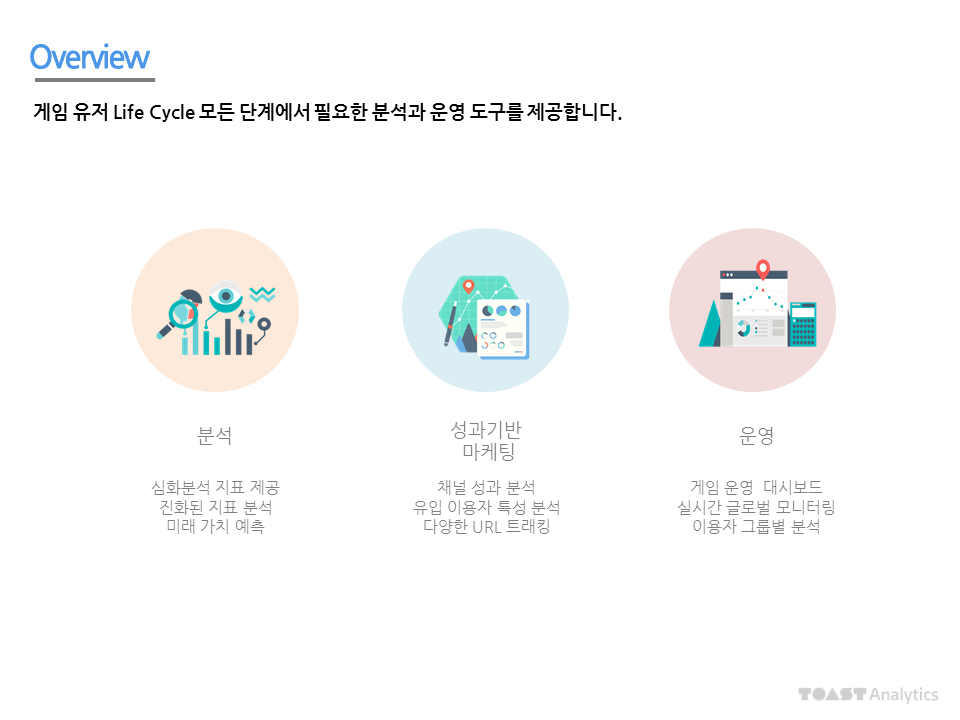 Overview
게임 유저 Life Cycle 모든 단계에서 필요한 분석과 운영 도구를 제공합니다.
분석
심화분석 지표 제공
진화된 지표 분석
미래 가치 예측
성과기반
마케팅
채널 성과 분석
유입 이용자 특성 분석
다양한 URL 트래킹
운영
게임 운영  대시보드
실시간 글로벌 모니터링
이용자 그룹별 분석
TOAST Analytics